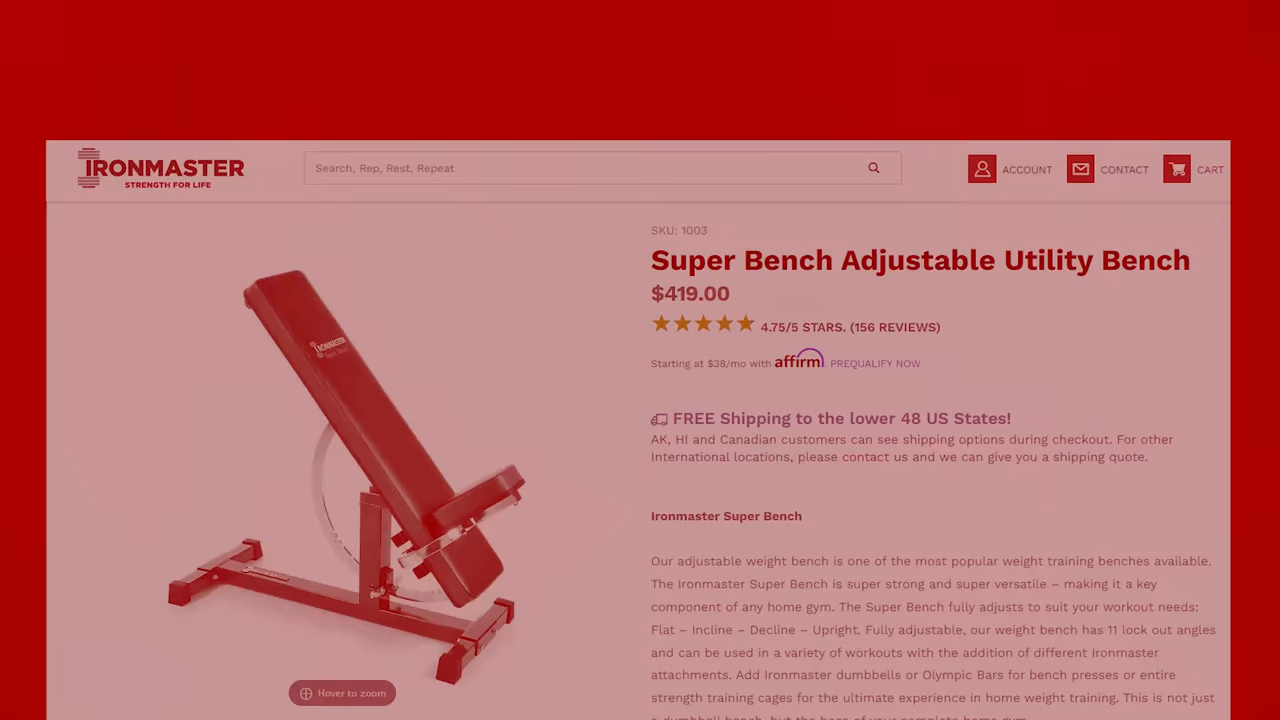 IRONMASTER
STRENGTH FOR LIFE
Search, Rep, Rest, Repeat
ACCOUNT
CONTACT
CART
SKU: 1003
Super Bench Adjustable Utility Bench
$419.00
4.75/5 STARS. (156 REVIEWS)
Starting at $38/mo with affirm. PREQUALIFY NOW
FREE Shipping to the lower 48 US States!
AK, HI and Canadian customers can see shipping options during checkout. For other
International locations, please contact us and we can give you a shipping quote.
Ironmaster Super Bench
Our adjustable weight bench is one of the most popular weight training benches available.
The Ironmaster Super Bench is super strong and super versatile – making it a key
component of any home gym. The Super Bench fully adjusts to suit your workout needs:
Flat – Incline – Decline – Upright. Fully adjustable, our weight bench has 11 lock out angles
and can be used in a variety of workouts with the addition of different Ironmaster
attachments. Add Ironmaster dumbbells or Olympic Bars for bench presses or entire
strength training cages for the ultimate experience in home weight training. This is not just
IRONMASTER
Super Bench
Hover to zoom